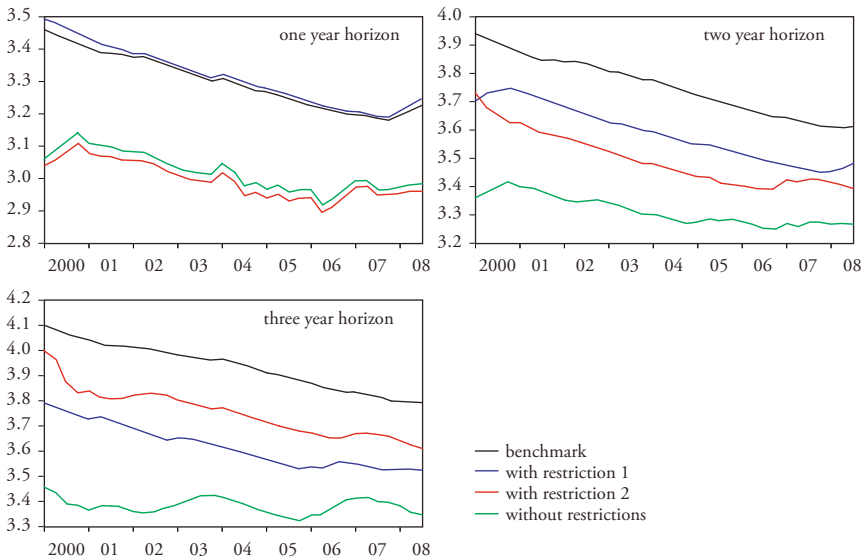 one year horizon
3.5
3.4
3.3
3.2
3.1
3.0
2.9
2.8
2000 01 02 03 04 05 06 07 08
two year horizon
4.0
3.9
3.8
3.7
3.6
3.5
3.4
3.3
3.2
2000 01 02 03 04 05 06 07 08
three year horizon
4.2
4.1
4.0
3.9
3.8
3.7
3.6
3.5
3.4
3.3
2000 01 02 03 04 05 06 07 08
benchmark
with restriction 1
with restriction 2
without restrictions